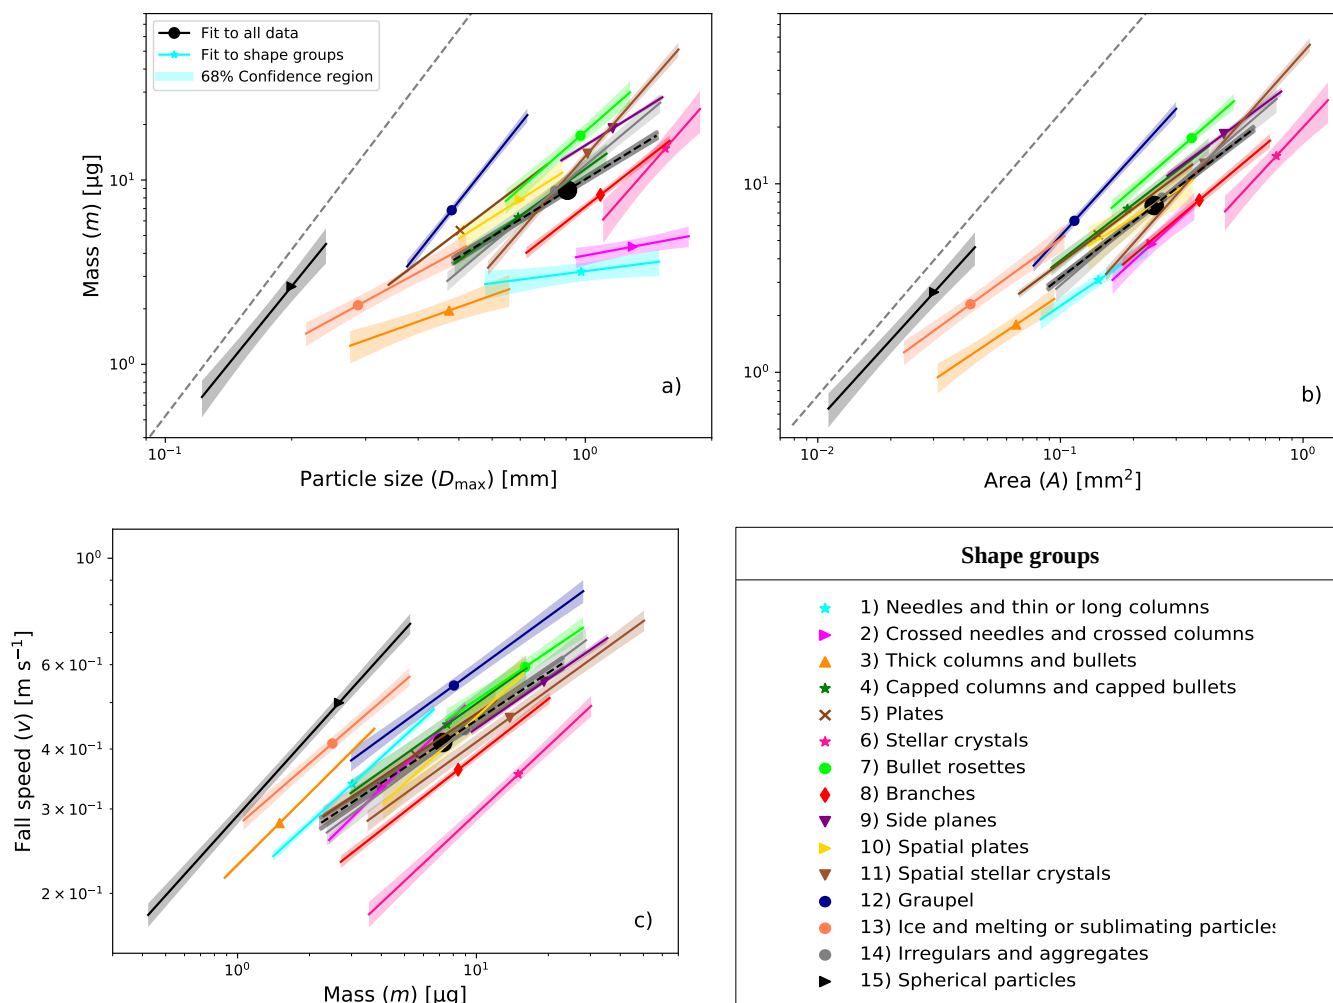 Fit to all data
Fit to shape groups
68% Confidence region
Mass (m) [µg]
10¹
10⁰
a)
10⁻¹
10⁰
Particle size (Dmax) [mm]
Mass (m) [µg]
10¹
10⁰
b)
10⁻²
10⁻¹
10⁰
Area (A) [mm²]
Fall speed (v) [m s⁻¹]
10⁰
6 × 10⁻¹
4 × 10⁻¹
3 × 10⁻¹
2 × 10⁻¹
c)
10⁰
10¹
Mass (m) [µg]
Shape groups
1) Needles and thin or long columns
2) Crossed needles and crossed columns
3) Thick columns and bullets
4) Capped columns and capped bullets
5) Plates
6) Stellar crystals
7) Bullet rosettes
8) Branches
9) Side planes
10) Spatial plates
11) Spatial stellar crystals
12) Graupel
13) Ice and melting or sublimating particles
14) Irregulars and aggregates
15) Spherical particles